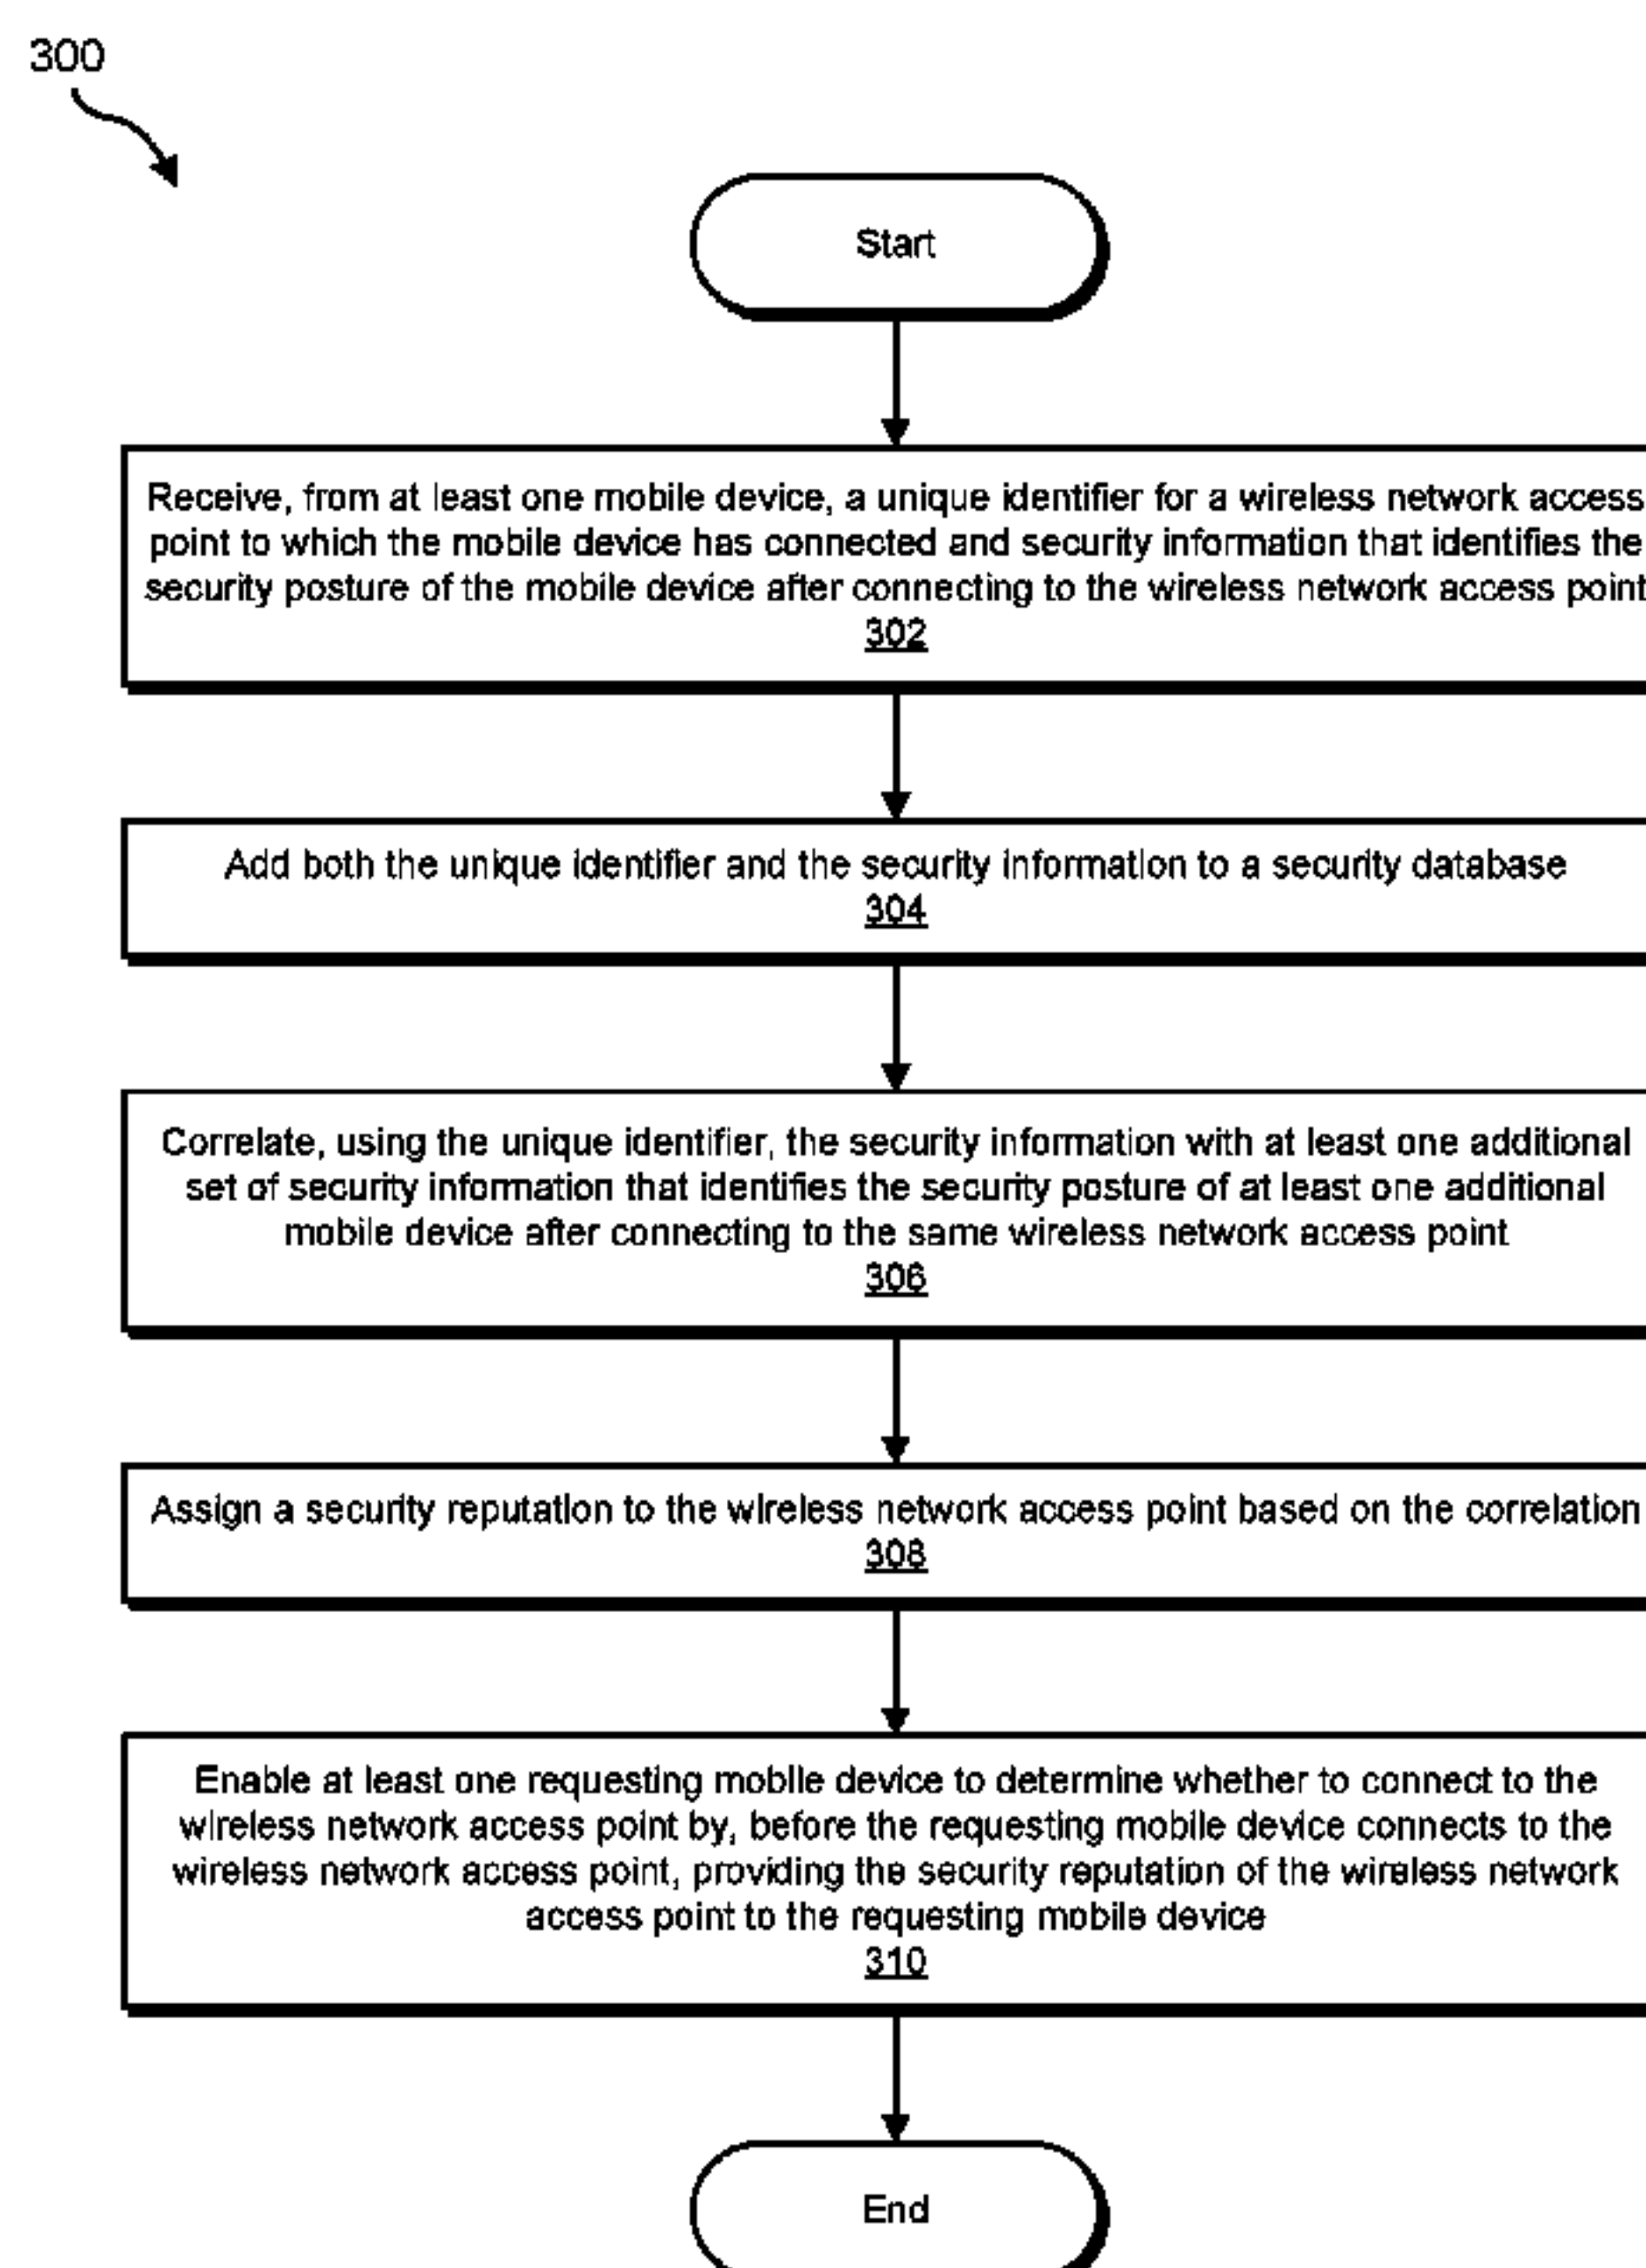 300
Start
Receive, from at least one mobile device, a unique identifier for a wireless network access
point to which the mobile device has connected and security information that identifies the
security posture of the mobile device after connecting to the wireless network access point
302
Add both the unique identifier and the security information to a security database
304
Correlate, using the unique identifier, the security information with at least one additional
set of security information that identifies the security posture of at least one additional
mobile device after connecting to the same wireless network access point
306
Assign a security reputation to the wireless network access point based on the correlation
308
Enable at least one requesting mobile device to determine whether to connect to the
wireless network access point by, before the requesting mobile device connects to the
wireless network access point, providing the security reputation of the wireless network
access point to the requesting mobile device
310
End